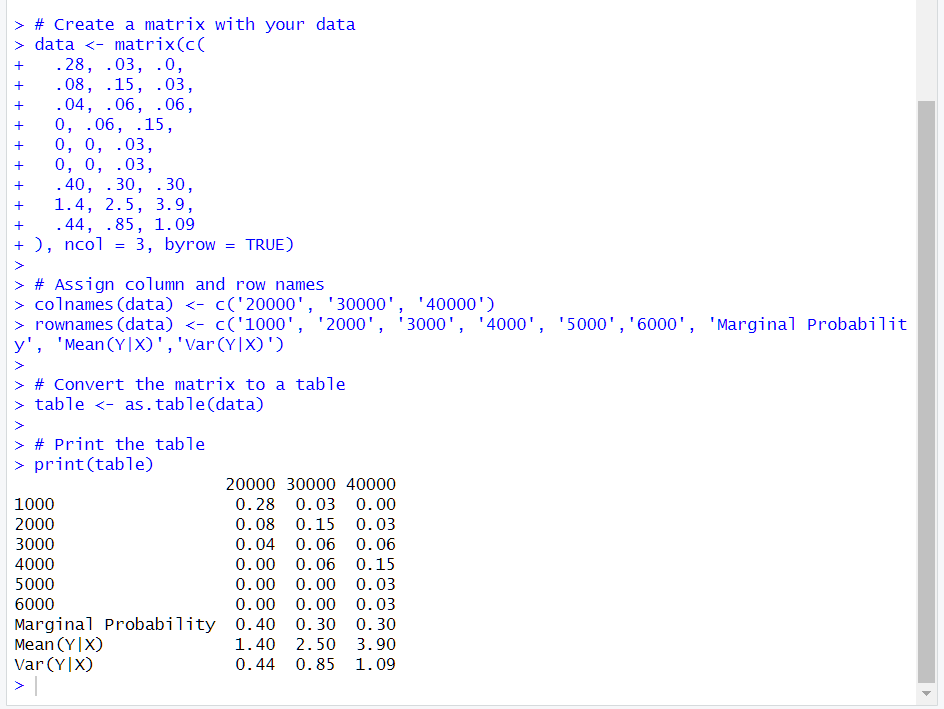 > # Create a matrix with your data
> data <- matrix(c(
+   .28, .03, .0,
+   .08, .15, .03,
+   .04, .06, .06,
+   0, .06, .15,
+   0, 0, .03,
+   0, 0, .03,
+   .40, .30, .30,
+   1.4, 2.5, 3.9,
+   .44, .85, 1.09
+ ), ncol = 3, byrow = TRUE)
>
> # Assign column and row names
> colnames(data) <- c('20000', '30000', '40000')
> rownames(data) <- c('1000', '2000', '3000', '4000', '5000','6000', 'Marginal Probabilit
y', 'Mean(Y|X)','Var(Y|X)')
>
> # Convert the matrix to a table
> table <- as.table(data)
>
> # Print the table
> print(table)
                     20000 30000 40000
1000                  0.28  0.03  0.00
2000                  0.08  0.15  0.03
3000                  0.04  0.06  0.06
4000                  0.00  0.06  0.15
5000                  0.00  0.00  0.03
6000                  0.00  0.00  0.03
Marginal Probability  0.40  0.30  0.30
Mean(Y|X)             1.40  2.50  3.90
Var(Y|X)              0.44  0.85  1.09
>